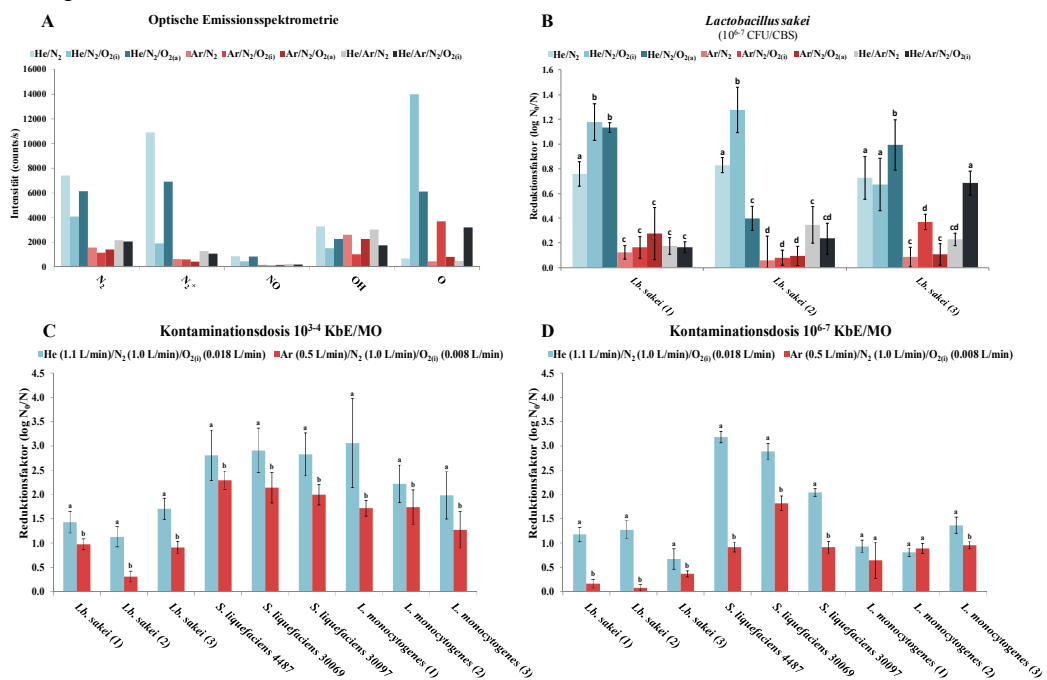 A
Optische Emissionsspektrometrie
He/N₂ He/N₂/O₂₍ᵢ₎ He/N₂/O₂₍ₐ₎ Ar/N₂ Ar/N₂/O₂₍ᵢ₎ Ar/N₂/O₂₍ₐ₎ He/Ar/N₂ He/Ar/N₂/O₂₍ᵢ₎
Intensität (counts/s)
16000
14000
12000
10000
8000
6000
4000
2000
0
N₂ N₂⁺ NO OH O
B
Lactobacillus sakei
(10⁶⁻⁷ CFU/CBS)
He/N₂ He/N₂/O₂₍ᵢ₎ He/N₂/O₂₍ₐ₎ Ar/N₂ Ar/N₂/O₂₍ᵢ₎ Ar/N₂/O₂₍ₐ₎ He/Ar/N₂ He/Ar/N₂/O₂₍ᵢ₎
Reduktionsfaktor (log N₀/N)
1.6
1.4
1.2
1.0
0.8
0.6
0.4
0.2
0.0
a b b c c c c c
a b c d d d c cd
a a b c d c cd a
Lb. sakei (1) Lb. sakei (2) Lb. sakei (3)
C
Kontaminationsdosis 10³⁻⁴ KbE/MO
He (1.1 L/min)/N₂ (1.0 L/min)/O₂₍ᵢ₎ (0.018 L/min) Ar (0.5 L/min)/N₂ (1.0 L/min)/O₂₍ᵢ₎ (0.008 L/min)
Reduktionsfaktor (log N₀/N)
4.5
4.0
3.5
3.0
2.5
2.0
1.5
1.0
0.5
0.0
a b a b a b a b a b a b a b a b a b
Lb. sakei (1) Lb. sakei (2) Lb. sakei (3) S. liquefaciens 4487 S. liquefaciens 30069 S. liquefaciens 30097 L. monocytogenes (1) L. monocytogenes (2) L. monocytogenes (3)
D
Kontaminationsdosis 10⁶⁻⁷ KbE/MO
He (1.1 L/min)/N₂ (1.0 L/min)/O₂₍ᵢ₎ (0.018 L/min) Ar (0.5 L/min)/N₂ (1.0 L/min)/O₂₍ᵢ₎ (0.008 L/min)
Reduktionsfaktor (log N₀/N)
4.5
4.0
3.5
3.0
2.5
2.0
1.5
1.0
0.5
0.0
a b a b a b a b a b a b a a a a a b
Lb. sakei (1) Lb. sakei (2) Lb. sakei (3) S. liquefaciens 4487 S. liquefaciens 30069 S. liquefaciens 30097 L. monocytogenes (1) L. monocytogenes (2) L. monocytogenes (3)